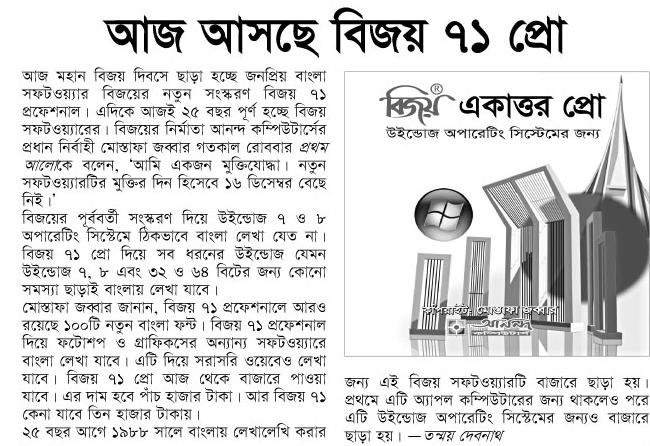 আজ আসছে বিজয় ৭১ প্রো
আজ মহান বিজয় দিবসে ছাড়া হচ্ছে জনপ্রিয় বাংলা
সফটওয়্যার বিজয়ের নতুন সংস্করণ বিজয় ৭১
প্রফেশনাল। এদিকে আজই ২৫ বছর পূর্ণ হচ্ছে বিজয়
সফটওয়্যারের। বিজয়ের নির্মাতা আনন্দ কম্পিউটার্সের
প্রধান নির্বাহী মোস্তাফা জব্বার গতকাল রোববার প্রথম
আলোকে বলেন, ‘আমি একজন মুক্তিযোদ্ধা। নতুন
সফটওয়্যারটির মুক্তির দিন হিসেবে ১৬ ডিসেম্বর বেছে
নিই।’
বিজয়ের পূর্ববর্তী সংস্করণ দিয়ে উইন্ডোজ ৭ ও ৮
অপারেটিং সিস্টেমে ঠিকভাবে বাংলা লেখা যেত না।
বিজয় ৭১ প্রো দিয়ে সব ধরনের উইন্ডোজ যেমন
উইন্ডোজ ৭, ৮ এবং ৩২ ও ৬৪ বিটের জন্য কোনো
সমস্যা ছাড়াই বাংলায় লেখা যাবে।
মোস্তাফা জব্বার জানান, বিজয় ৭১ প্রফেশনালে আরও
রয়েছে ১০০টি নতুন বাংলা ফন্ট। বিজয় ৭১ প্রফেশনাল
দিয়ে ফটোশপ ও গ্রাফিকসের অন্যান্য সফটওয়্যারে
বাংলা লেখা যাবে। এটি দিয়ে সরাসরি ওয়েবেও লেখা
যাবে। বিজয় ৭১ প্রো আজ থেকে বাজারে পাওয়া
যাবে। এর দাম হবে পাঁচ হাজার টাকা। আর বিজয় ৭১
কেনা যাবে তিন হাজার টাকায়।
২৫ বছর আগে ১৯৮৮ সালে বাংলায় লেখালেখি করার
বিজয়® একাত্তর প্রো
উইন্ডোজ অপারেটিং সিস্টেমের জন্য
কপিরাইট: মোস্তাফা জব্বার
আনন্দ
জন্য এই বিজয় সফটওয়্যারটি বাজারে ছাড়া হয়।
প্রথমে এটি অ্যাপল কম্পিউটারের জন্য থাকলেও পরে
এটি উইন্ডোজ অপারেটিং সিস্টেমের জন্যও বাজারে
ছাড়া হয়। —তন্ময় দেবনাথ